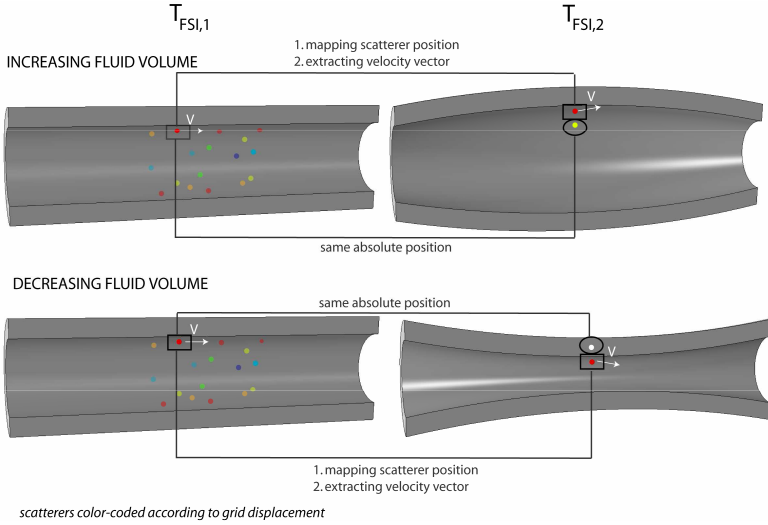 T FSI,1
T FSI,2
1. mapping scatterer position
2. extracting velocity vector
INCREASING FLUID VOLUME
V
V
same absolute position
DECREASING FLUID VOLUME
same absolute position
V
V
1. mapping scatterer position
2. extracting velocity vector
scatterers color-coded according to grid displacement